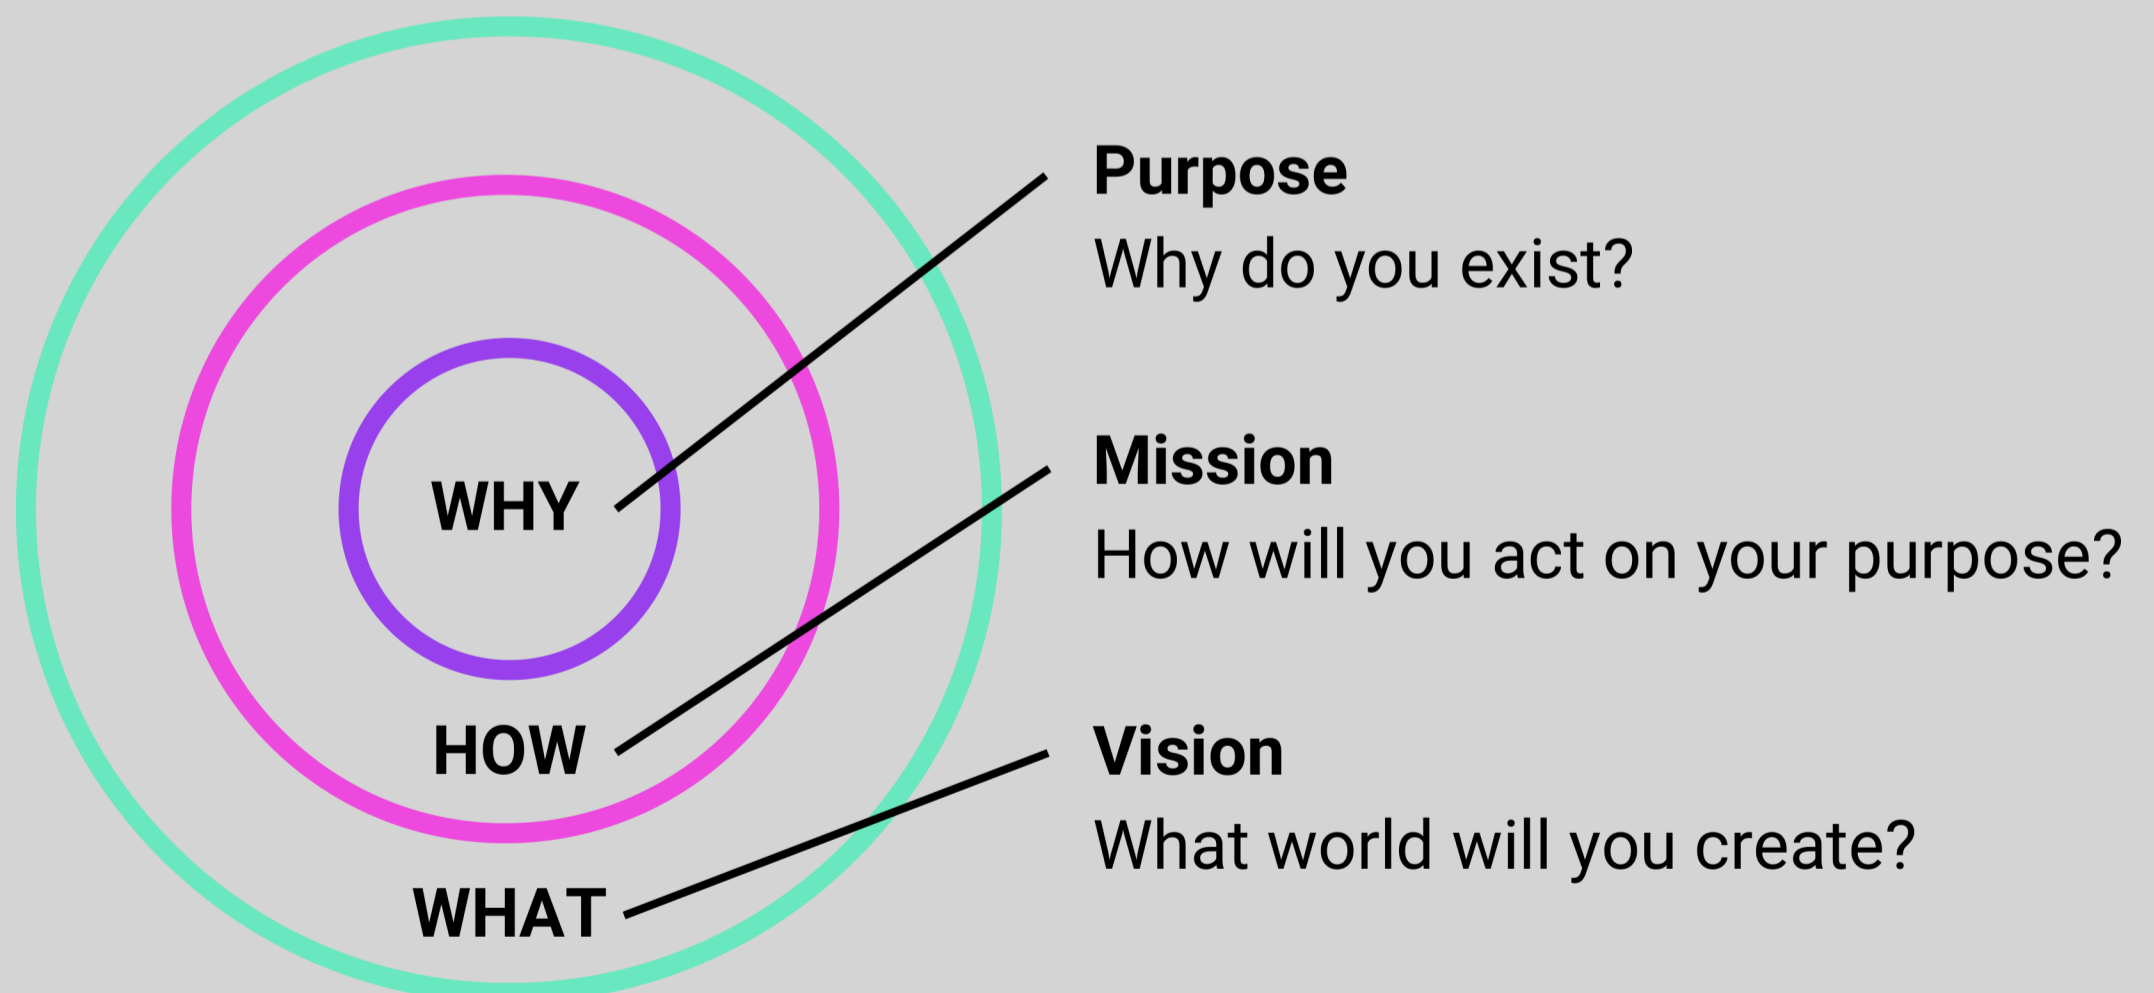 WHY
HOW
WHAT
Purpose
Why do you exist?
Mission
How will you act on your purpose?
Vision
What world will you create?